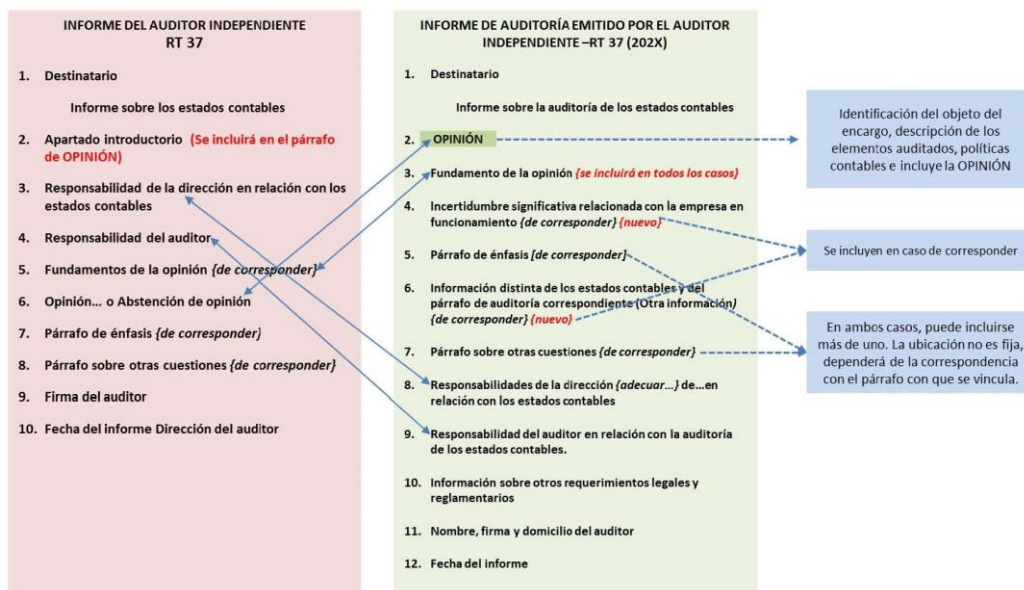 INFORME DEL AUDITOR INDEPENDIENTE
RT 37
1. Destinatario
Informe sobre los estados contables
2. Apartado introductorio (Se incluirá en el párrafo
de OPINIÓN)
3. Responsabilidad de la dirección en relación con los
estados contables
4. Responsabilidad del auditor
5. Fundamentos de la opinión {de corresponder}
6. Opinión... o Abstención de opinión
7. Párrafo de énfasis {de corresponder}
8. Párrafo sobre otras cuestiones {de corresponder}
9. Firma del auditor
10. Fecha del informe Dirección del auditor
INFORME DE AUDITORÍA EMITIDO POR EL AUDITOR
INDEPENDIENTE –RT 37 (202X)
1. Destinatario
Informe sobre la auditoría de los estados contables
2. OPINIÓN
3. Fundamento de la opinión {se incluirá en todos los casos}
4. Incertidumbre significativa relacionada con la empresa en
funcionamiento {de corresponder} {nuevo}
5. Párrafo de énfasis [de corresponder]
6. Información distinta de los estados contables y del
párrafo de auditoría correspondiente (Otra información)
{de corresponder} {nuevo}
7. Párrafo sobre otras cuestiones {de corresponder}
8. Responsabilidades de la dirección {adecuar...} de...en
relación con los estados contables
9. Responsabilidad del auditor en relación con la auditoría
de los estados contables.
10. Información sobre otros requerimientos legales y
reglamentarios
11. Nombre, firma y domicilio del auditor
12. Fecha del informe
Identificación del objeto del
encargo, descripción de los
elementos auditados, políticas
contables e incluye la OPINIÓN
Se incluyen en caso de corresponder
En ambos casos, puede incluirse
más de uno. La ubicación no es fija,
dependerá de la correspondencia
con el párrafo con que se vincula.